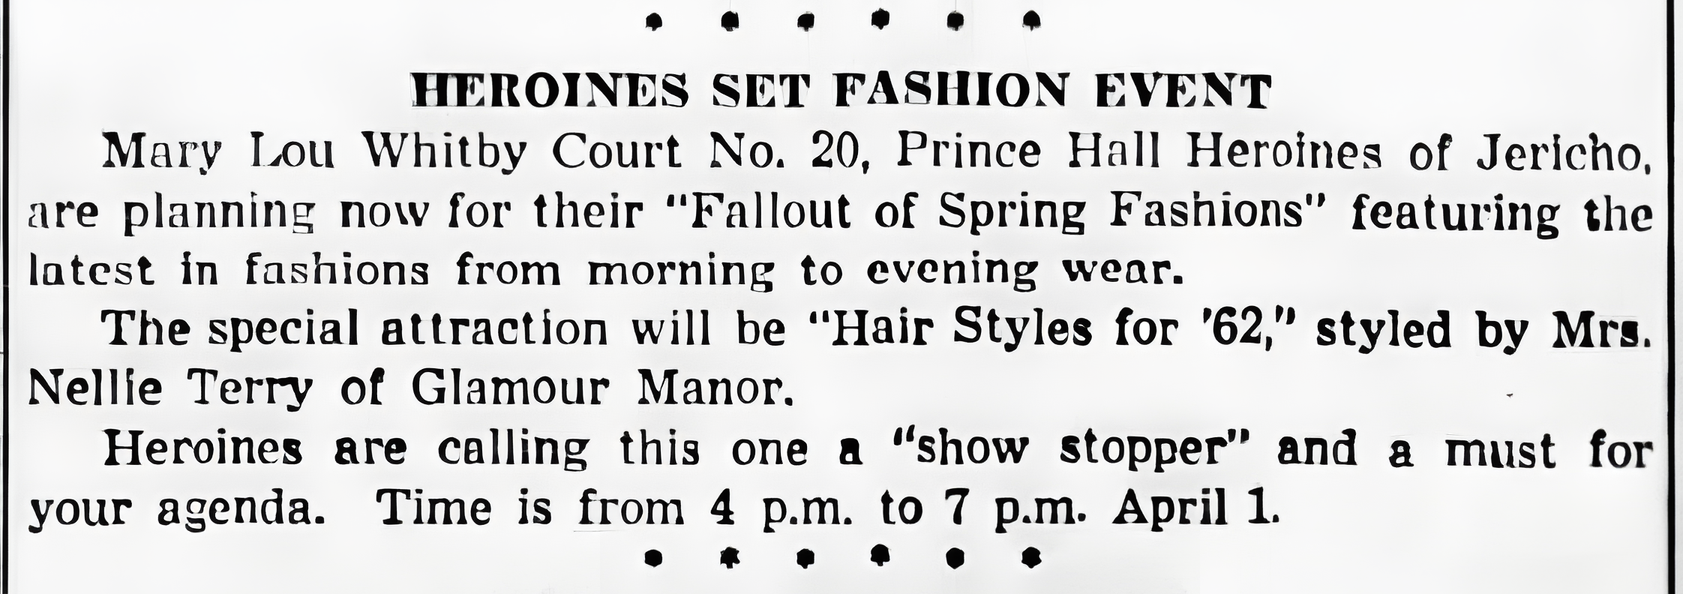 HEROINES SET FASHION EVENT
Mary Lou Whitby Court No. 20, Prince Hall Heroines of Jericho,
are planning now for their "Fallout of Spring Fashions" featuring the
latest in fashions from morning to evening wear.
The special attraction will be "Hair Styles for '62," styled by Mrs.
Nellie Terry of Glamour Manor.
Heroines are calling this one a "show stopper" and a must for
your agenda. Time is from 4 p.m. to 7 p.m. April 1.